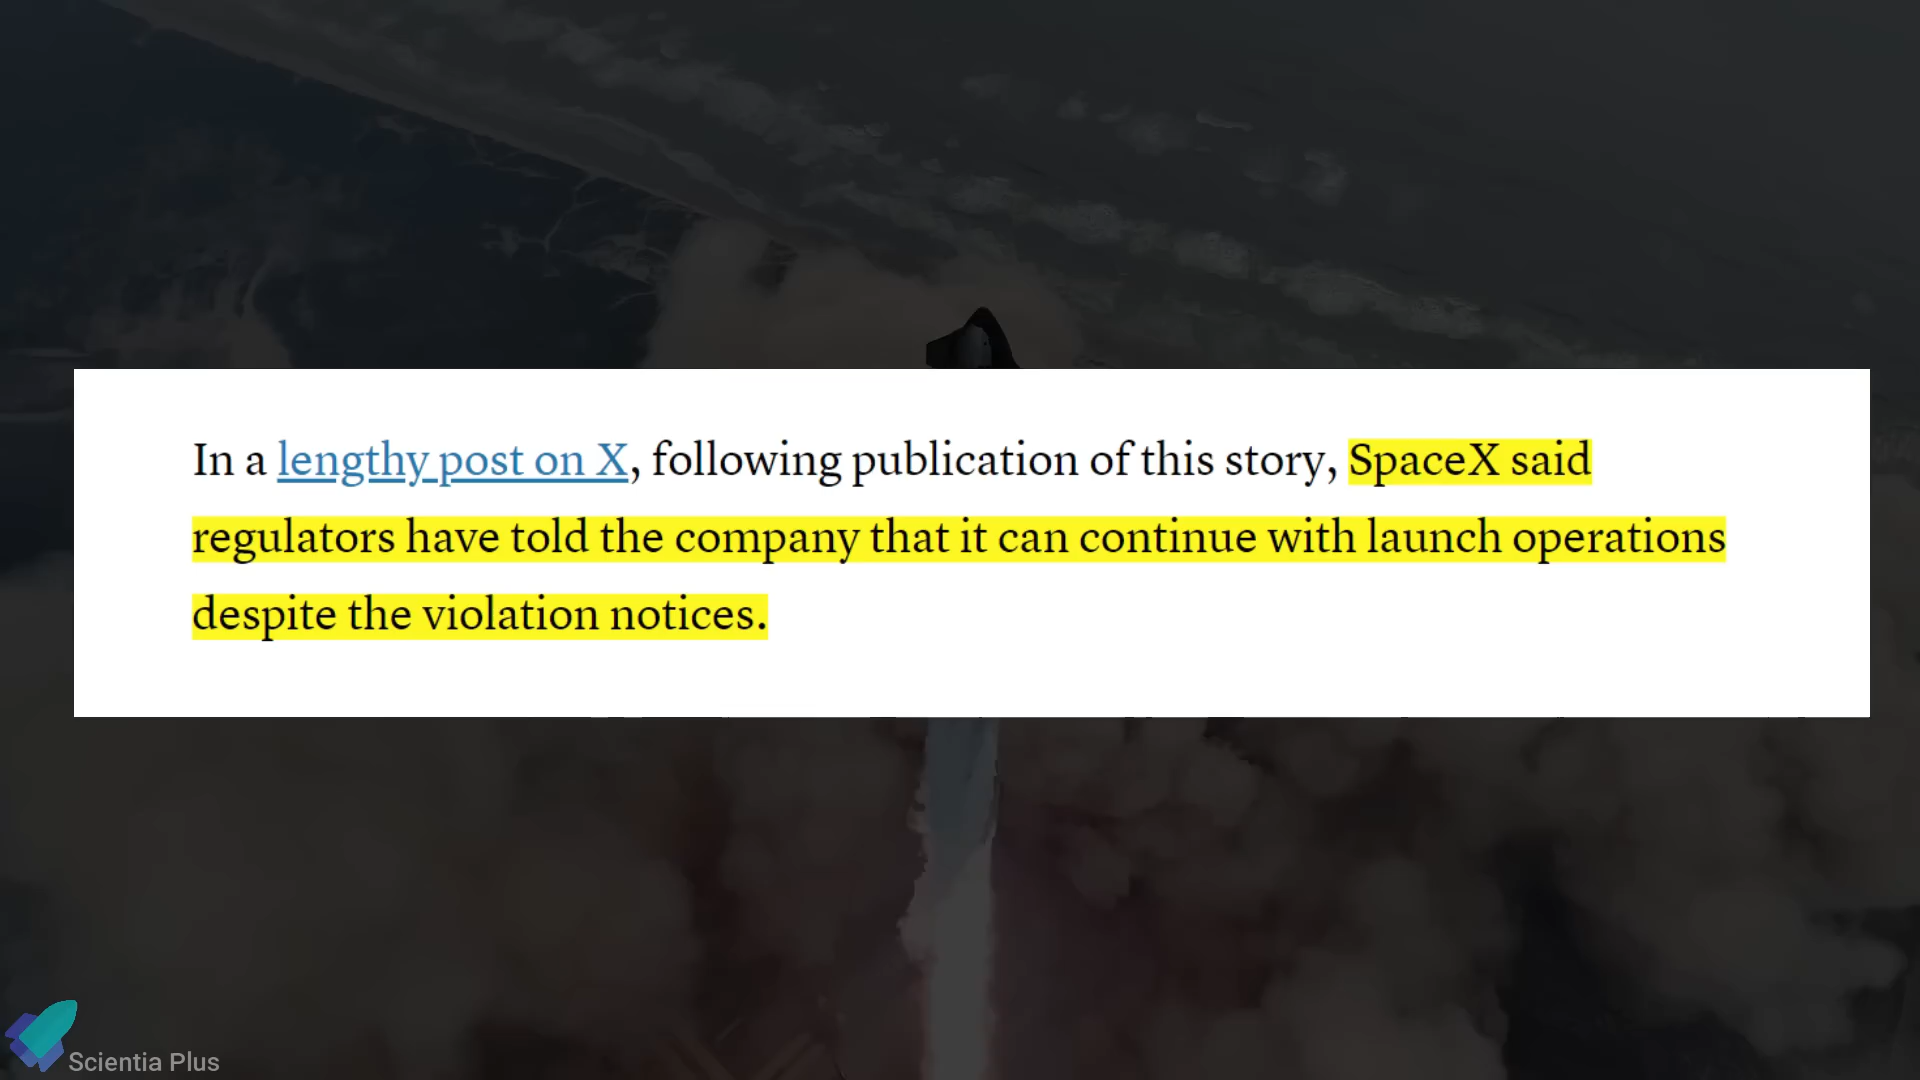 In a lengthy post on X, following publication of this story, SpaceX said
regulators have told the company that it can continue with launch operations
despite the violation notices.
Scientia Plus